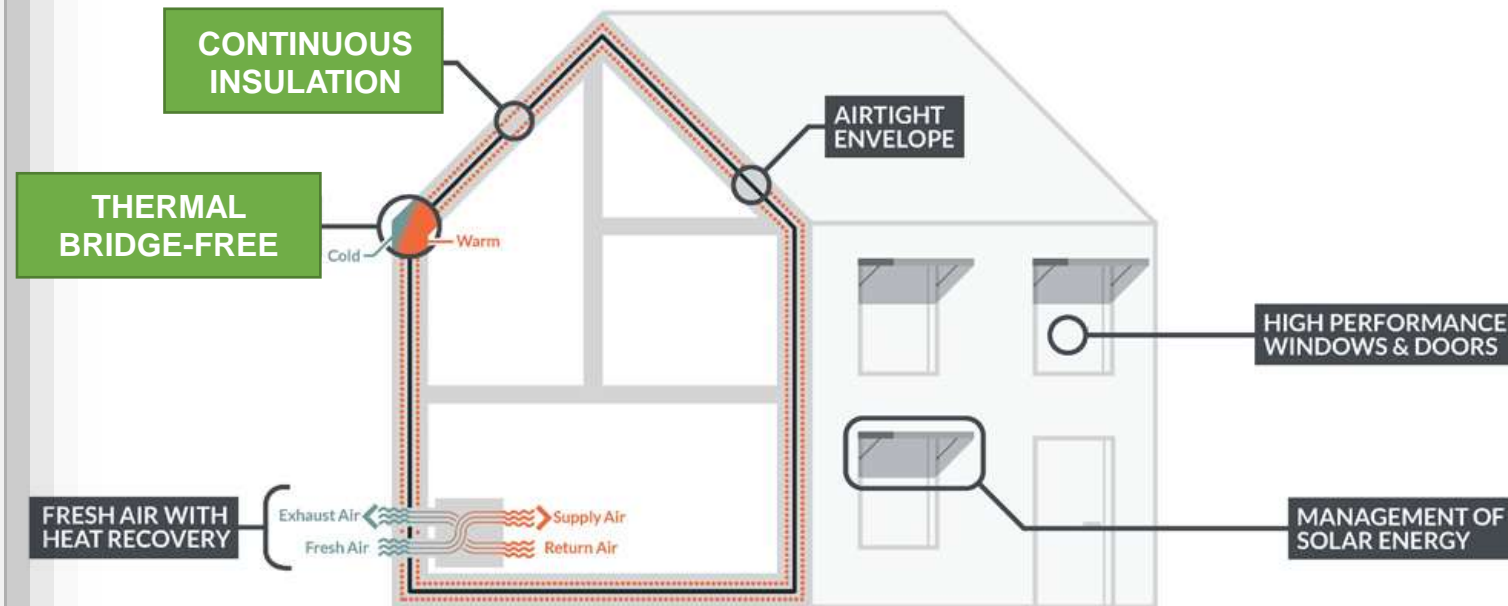 CONTINUOUS
INSULATION
AIRTIGHT
ENVELOPE
THERMAL
BRIDGE-FREE
Cold
Warm
HIGH PERFORMANCE
WINDOWS & DOORS
FRESH AIR WITH
HEAT RECOVERY
Exhaust Air
Supply Air
Fresh Air
Return Air
MANAGEMENT OF
SOLAR ENERGY